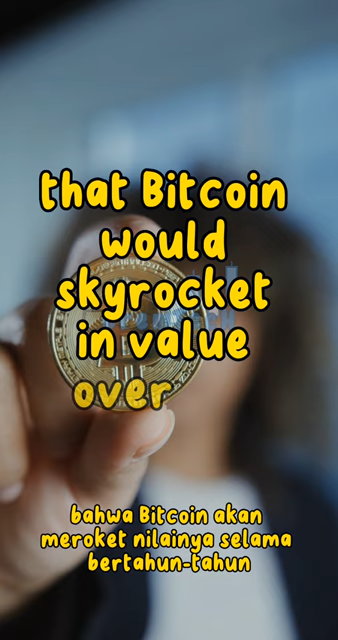 that Bitcoin
would
skyrocket
in value
over
bahwa Bitcoin akan
meroket nilainya selama
bertahun-tahun